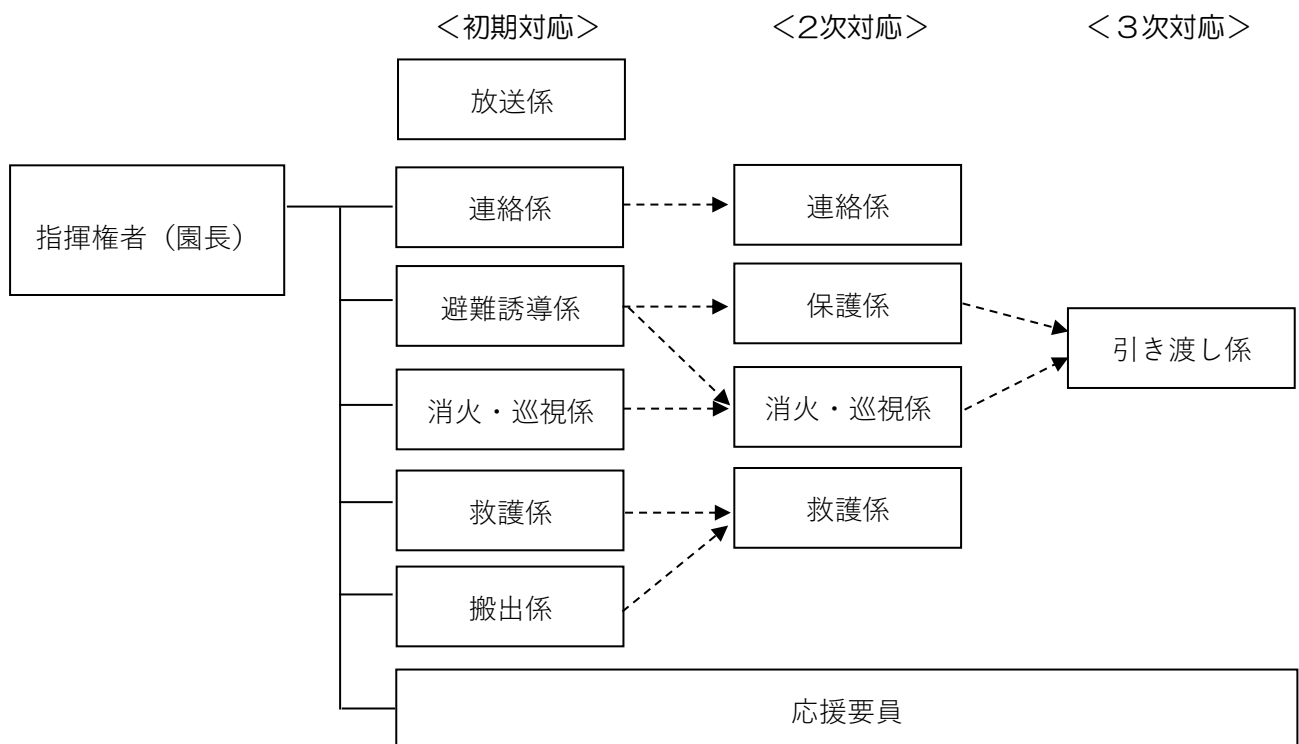 ＜初期対応＞
＜２次対応＞
＜３次対応＞
放送係
指揮権者（園長）
連絡係
連絡係
避難誘導係
保護係
引き渡し係
消火・巡視係
消火・巡視係
救護係
救護係
搬出係
応援要員